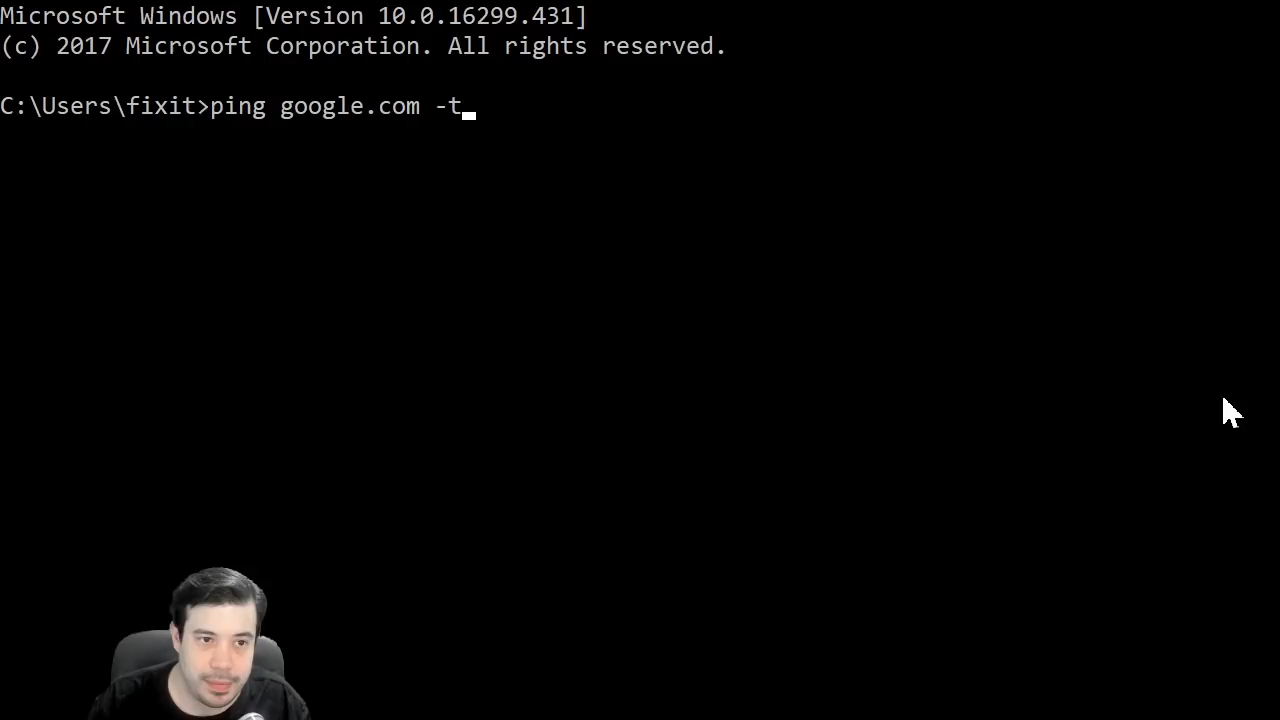 Microsoft Windows [Version 10.0.16299.431]
(c) 2017 Microsoft Corporation. All rights reserved.
C:\Users\fixit>ping google.com -t